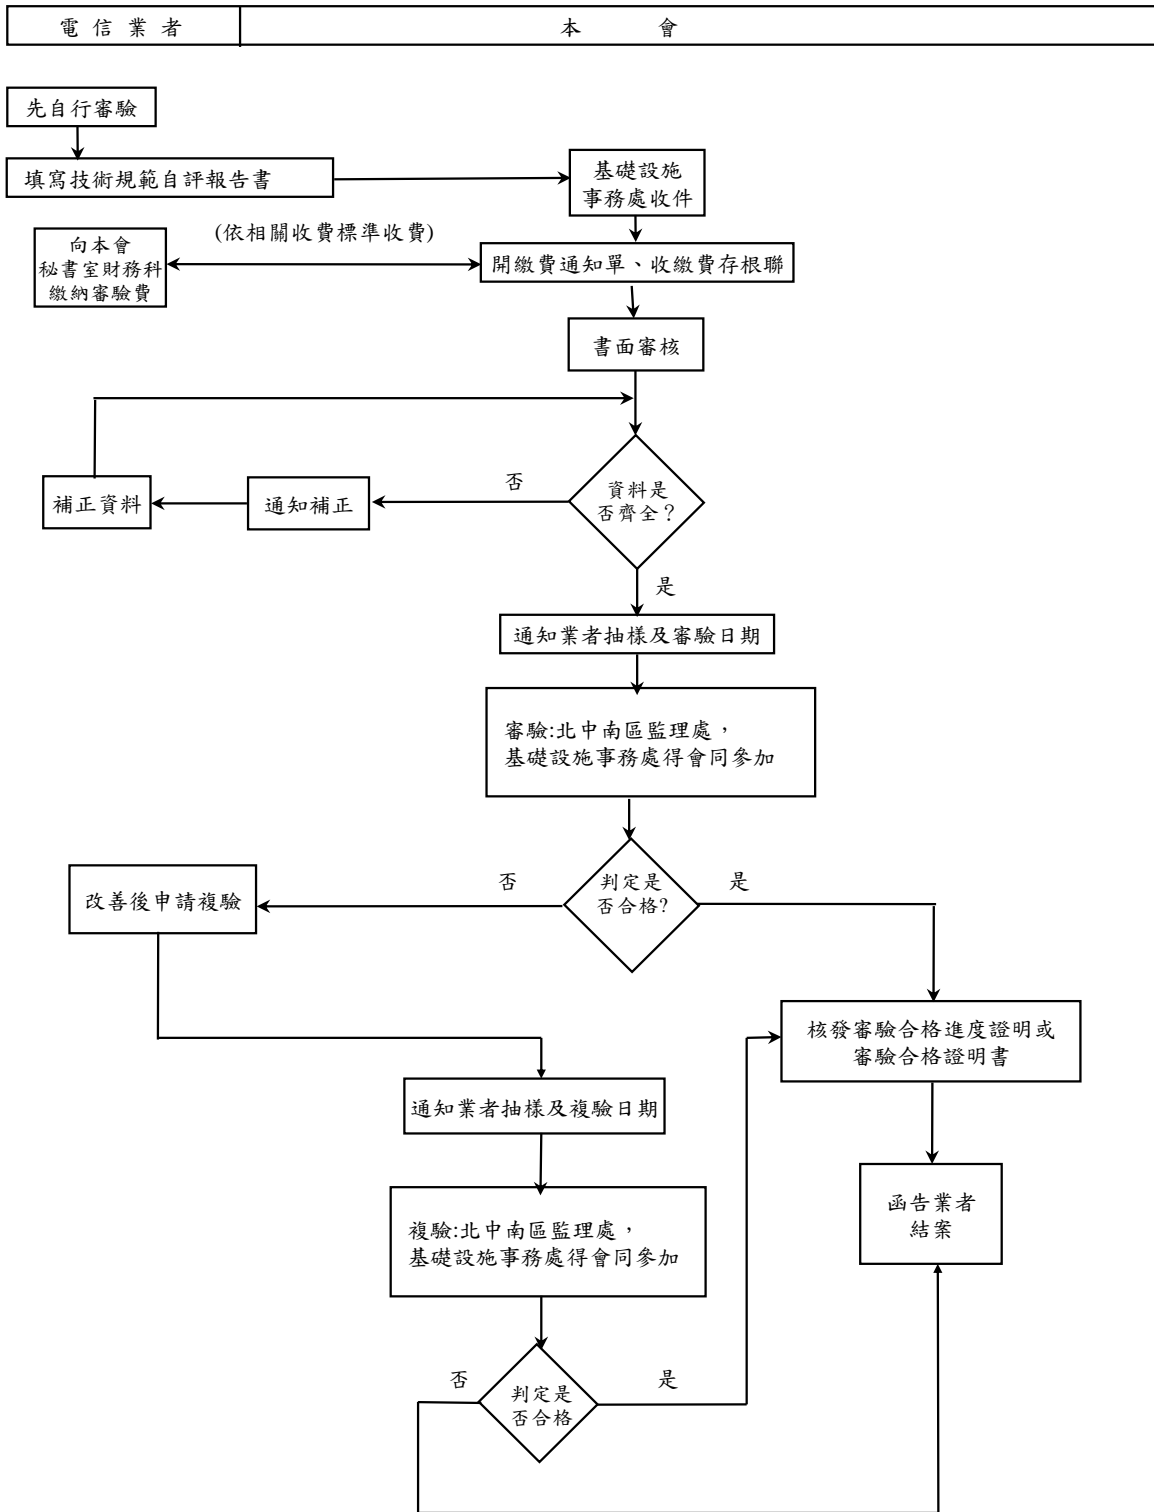 電信業者
本會
先自行審驗
填寫技術規範自評報告書
基礎設施
事務處收件
(依相關收費標準收費)
向本會
秘書室財務科
繳納審驗費
開繳費通知單、收繳費存根聯
書面審核
資料是
否齊全？
否
通知補正
補正資料
是
通知業者抽樣及審驗日期
審驗:北中南區監理處，
基礎設施事務處得會同參加
判定是
否合格?
否
是
改善後申請複驗
核發審驗合格進度證明或
審驗合格證明書
通知業者抽樣及複驗日期
函告業者
結案
複驗:北中南區監理處，
基礎設施事務處得會同參加
否
是
判定是
否合格